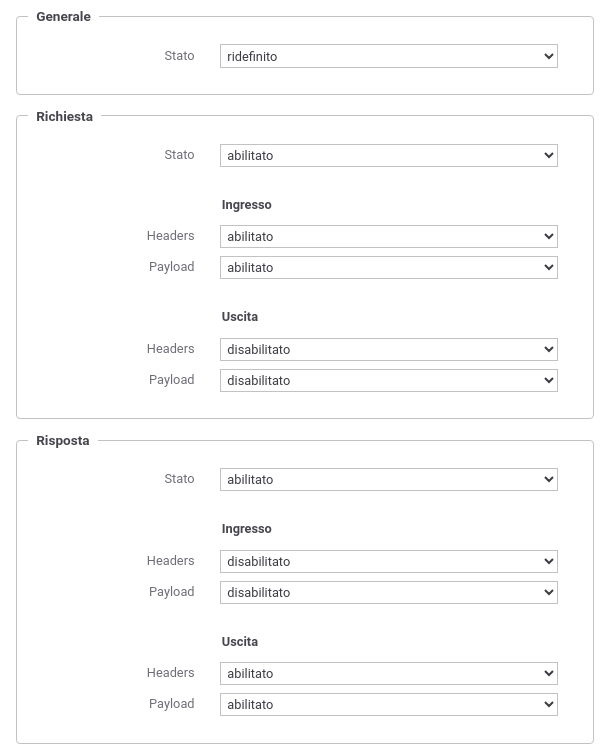 Generale
Stato ridefinito
Richiesta
Stato abilitato
Ingresso
Headers abilitato
Payload abilitato
Uscita
Headers disabilitato
Payload disabilitato
Risposta
Stato abilitato
Ingresso
Headers disabilitato
Payload disabilitato
Uscita
Headers abilitato
Payload abilitato